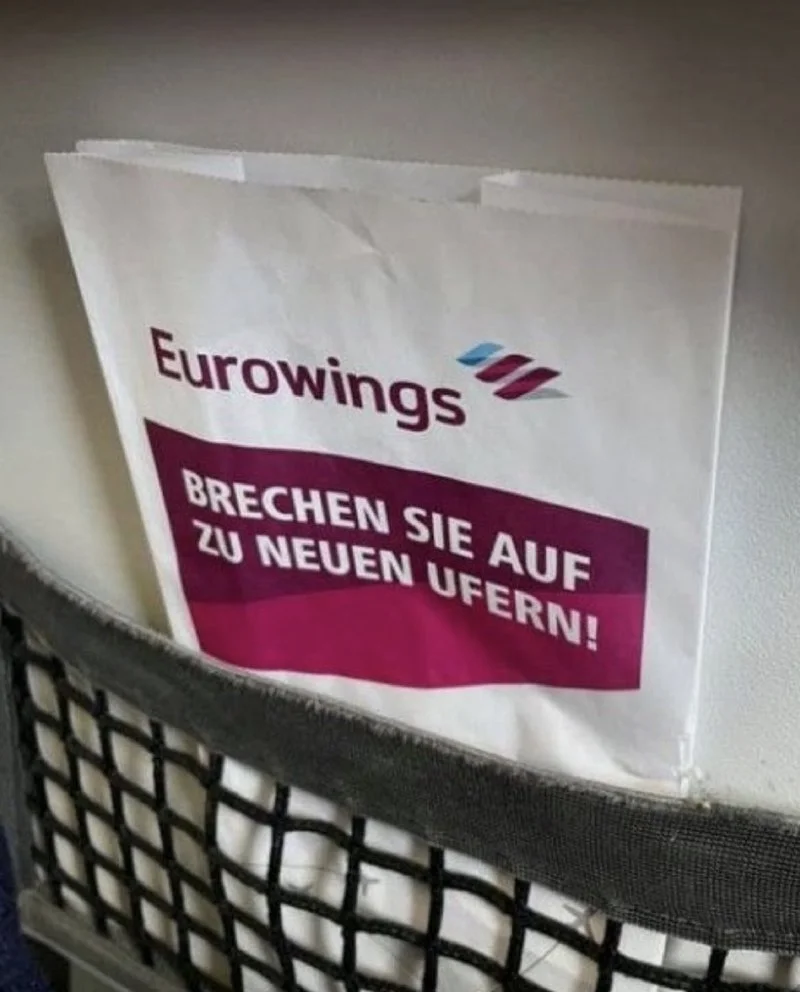 Eurowings
BRECHEN SIE AUF
ZU NEUEN UFERN!